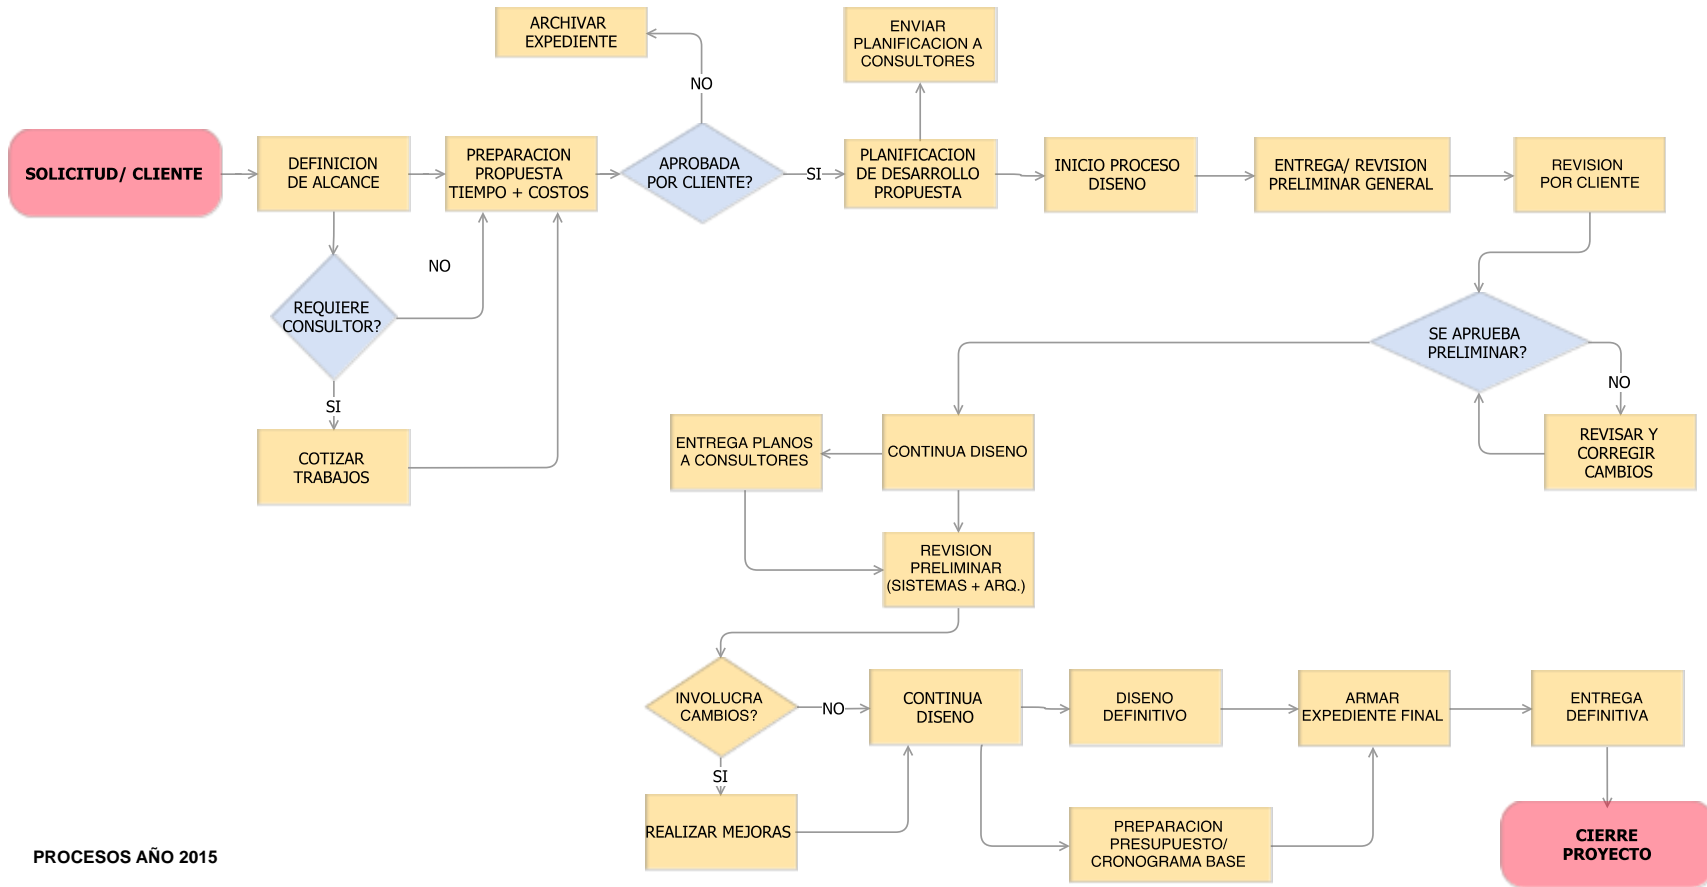 ARCHIVAR
EXPEDIENTE
ENVIAR
PLANIFICACION A
CONSULTORES
NO
SOLICITUD/ CLIENTE
DEFINICION
DE ALCANCE
PREPARACION
PROPUESTA
TIEMPO + COSTOS
APROBADA
POR CLIENTE?
SI
PLANIFICACION
DE DESARROLLO
PROPUESTA
INICIO PROCESO
DISENO
ENTREGA/ REVISION
PRELIMINAR GENERAL
REVISION
POR CLIENTE
NO
REQUIERE
CONSULTOR?
SE APRUEBA
PRELIMINAR?
NO
SI
COTIZAR
TRABAJOS
ENTREGA PLANOS
A CONSULTORES
CONTINUA DISENO
REVISAR Y
CORREGIR
CAMBIOS
REVISION
PRELIMINAR
(SISTEMAS + ARQ.)
INVOLUCRA
CAMBIOS?
NO
CONTINUA
DISENO
DISENO
DEFINITIVO
ARMAR
EXPEDIENTE FINAL
ENTREGA
DEFINITIVA
SI
REALIZAR MEJORAS
PREPARACION
PRESUPUESTO/
CRONOGRAMA BASE
CIERRE
PROYECTO
PROCESOS AÑO 2015